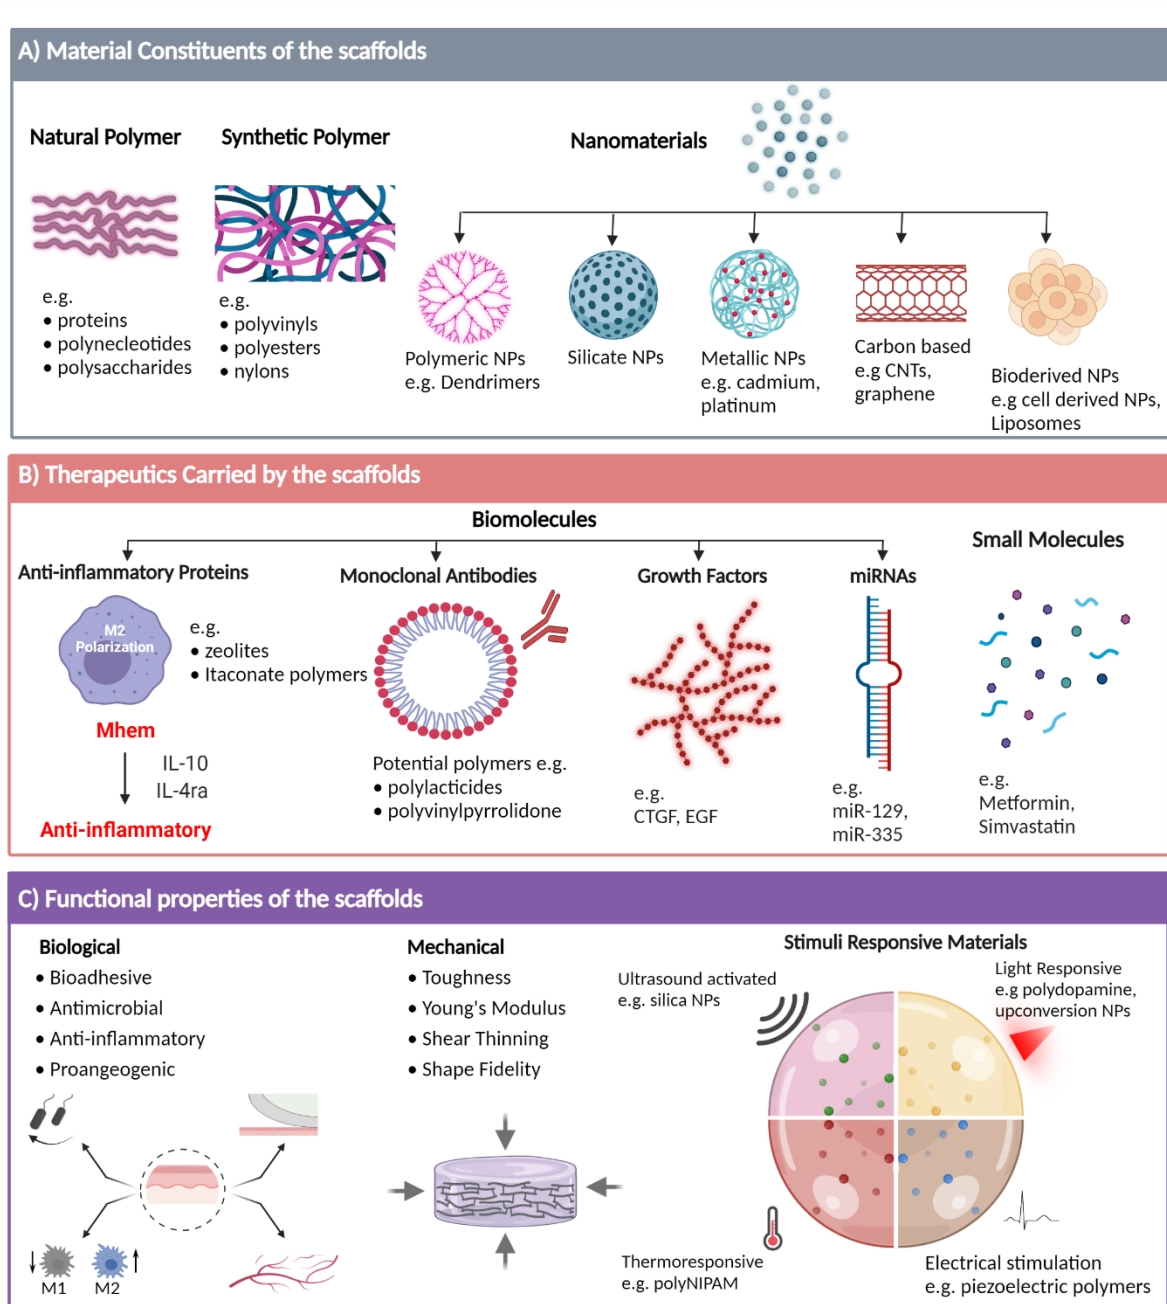 A) Material Constituents of the scaffolds
Natural Polymer
e.g.
• proteins
• polynecleotides
• polysaccharides
Synthetic Polymer
e.g.
• polyvinyls
• polyesters
• nylons
Nanomaterials
Polymeric NPs
e.g. Dendrimers
Silicate NPs
Metallic NPs
e.g. cadmium,
platinum
Carbon based
e.g CNTs,
graphene
Bioderived NPs
e.g cell derived NPs,
Liposomes
B) Therapeutics Carried by the scaffolds
Biomolecules
Anti-inflammatory Proteins
M2
Polarization
e.g.
• zeolites
• Itaconate polymers
Mhem
IL-10
IL-4ra
Anti-inflammatory
Monoclonal Antibodies
Potential polymers e.g.
• polylacticides
• polyvinylpyrrolidone
Growth Factors
e.g.
CTGF, EGF
miRNAs
e.g.
miR-129,
miR-335
Small Molecules
e.g.
Metformin,
Simvastatin
C) Functional properties of the scaffolds
Biological
• Bioadhesive
• Antimicrobial
• Anti-inflammatory
• Proangeogenic
M1
M2
Mechanical
• Toughness
• Young's Modulus
• Shear Thinning
• Shape Fidelity
Stimuli Responsive Materials
Ultrasound activated
e.g. silica NPs
Light Responsive
e.g polydopamine,
upconversion NPs
Thermoresponsive
e.g. polyNIPAM
Electrical stimulation
e.g. piezoelectric polymers